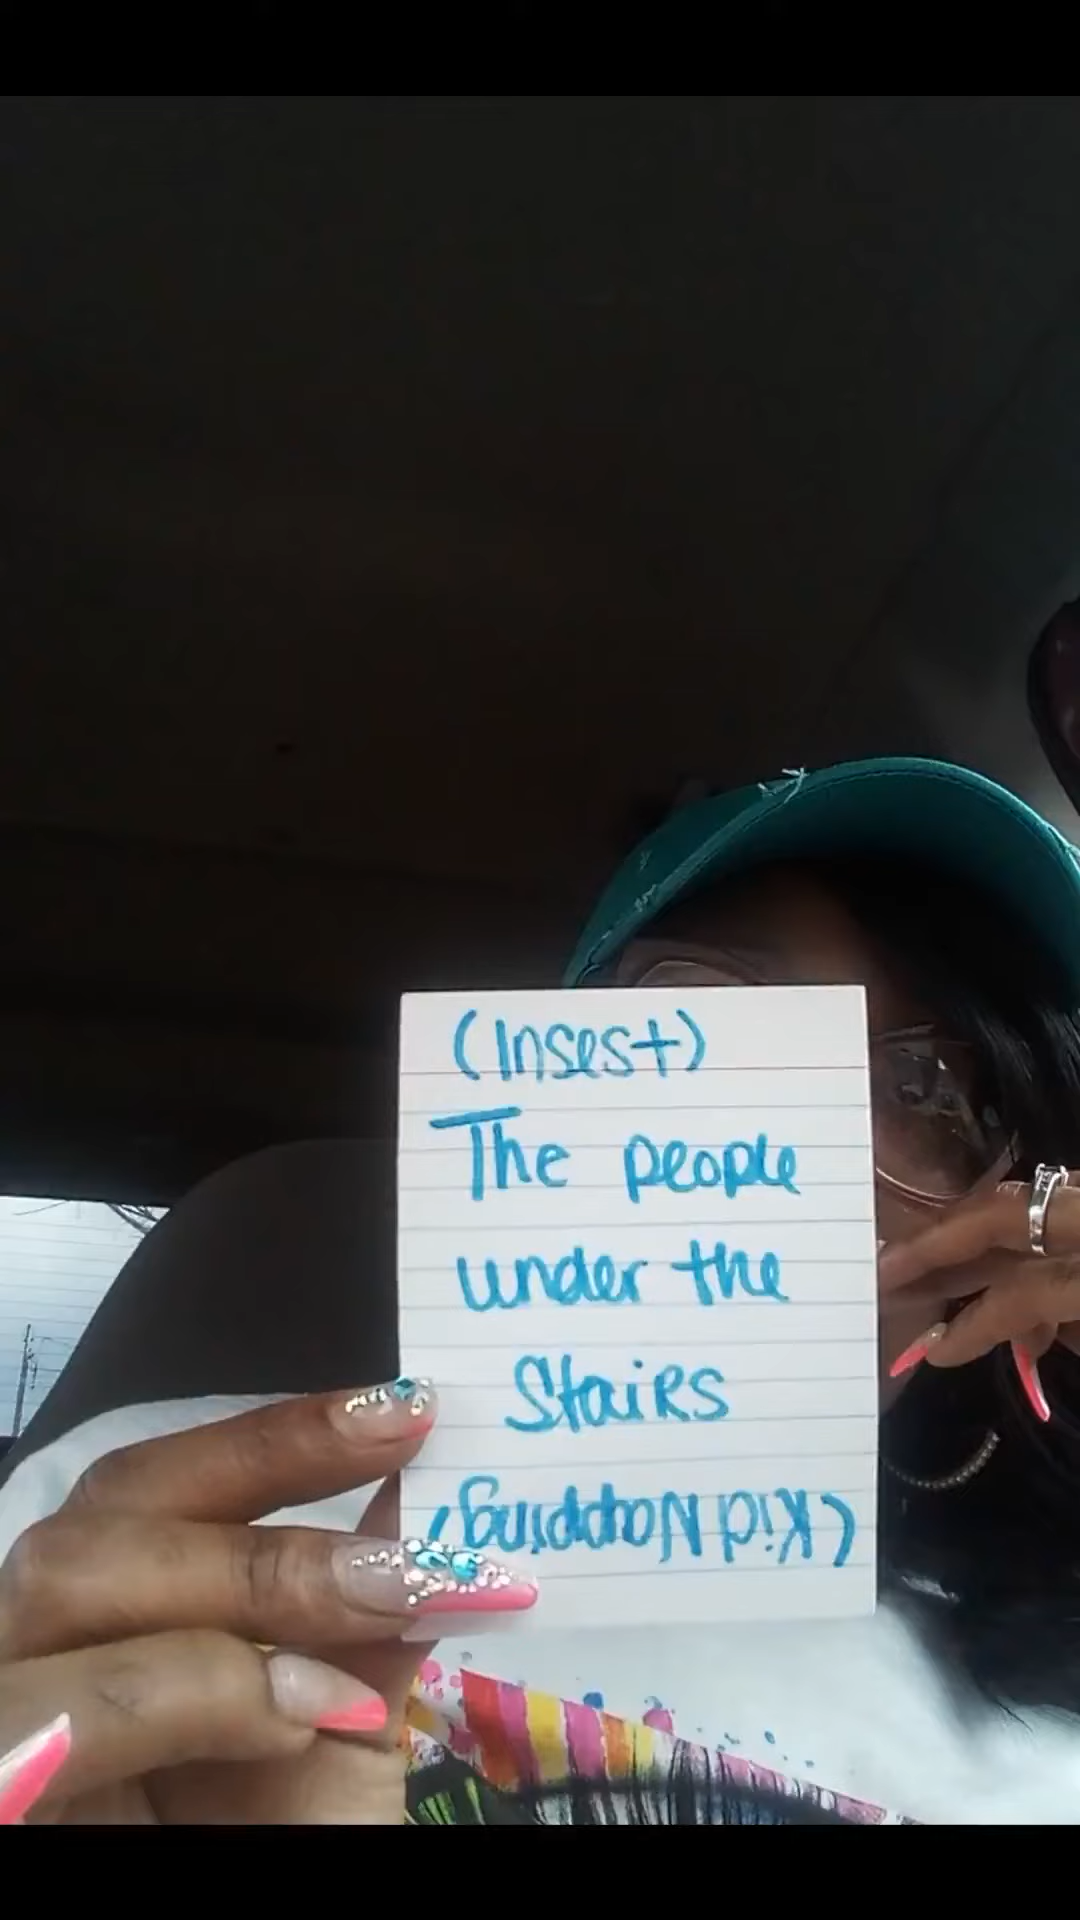 (Insest)
The people
under the
Stairs
(Kid Napping)